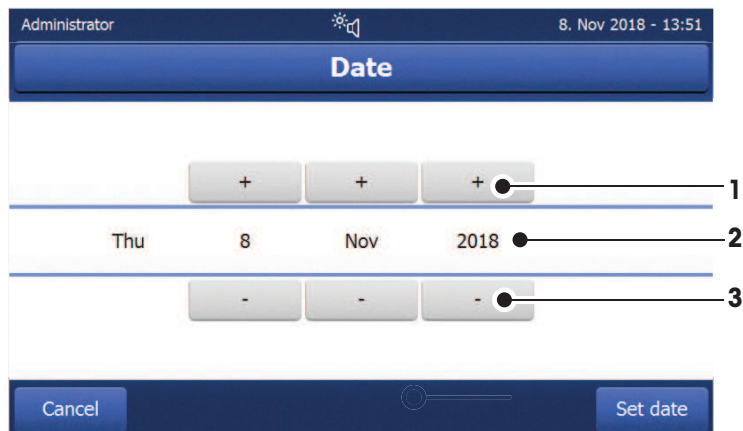 Administrator 8. Nov 2018 - 13:51
Date
+ + + 1
Thu 8 Nov 2018 2
- - - 3
Cancel Set date